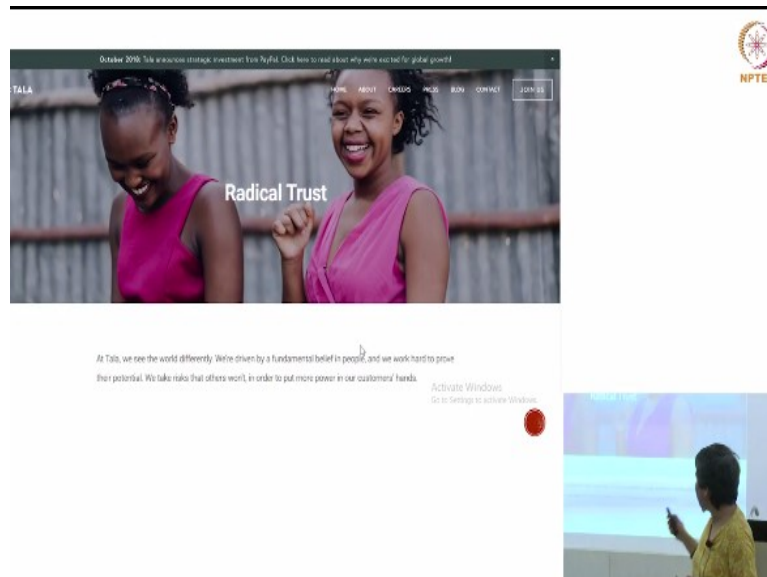 October 2018: Tala announces strategic investment from PayPal. Click here to read about why we're excited for global growth!
TALA
HOME ABOUT CAREERS PRESS BLOG CONTACT JOIN US
Radical Trust
At Tala, we see the world differently. We're driven by a fundamental belief in people, and we work hard to prove
their potential. We take risks that others won't, in order to put more power in our customers' hands.
Activate Windows
Go to Settings to activate Windows.
NPTE
Radical Trust